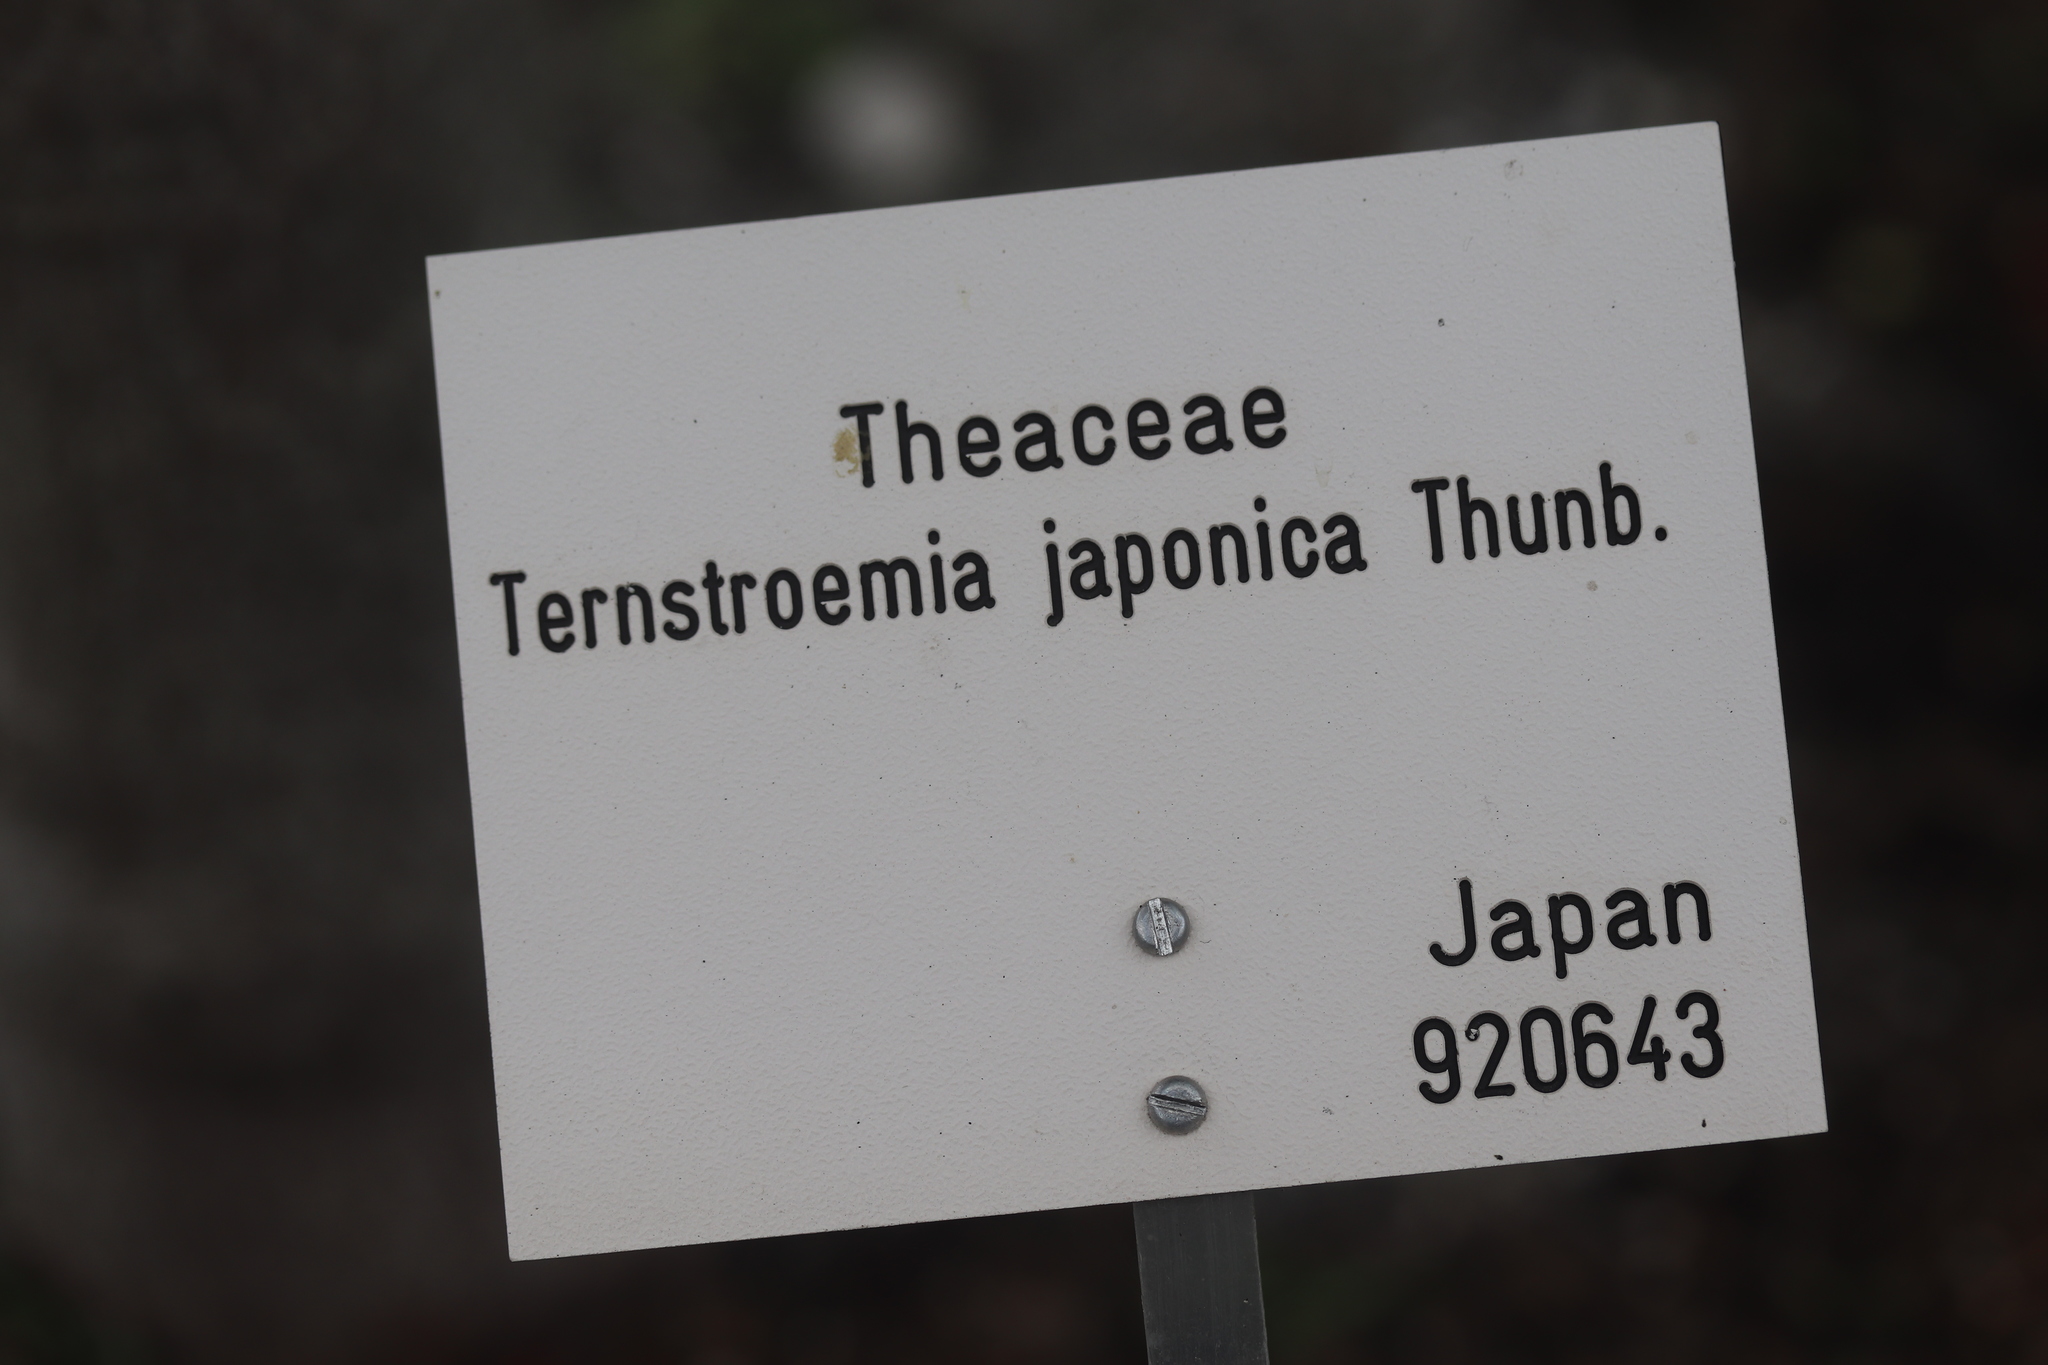 Theaceae
Ternstroemia japonica Thunb.
Japan
920643